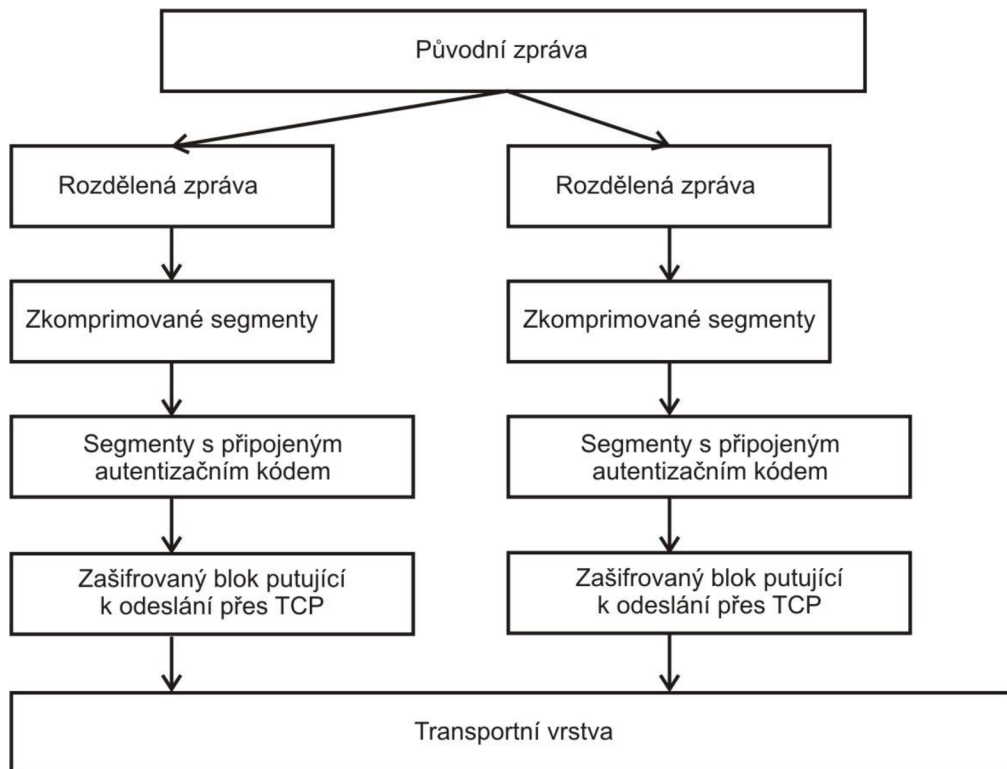 Původní zpráva
Rozdělená zpráva
Rozdělená zpráva
Zkomprimované segmenty
Zkomprimované segmenty
Segmenty s připojeným
autentizačním kódem
Segmenty s připojeným
autentizačním kódem
Zašifrovaný blok putující
k odeslání přes TCP
Zašifrovaný blok putující
k odeslání přes TCP
Transportní vrstva